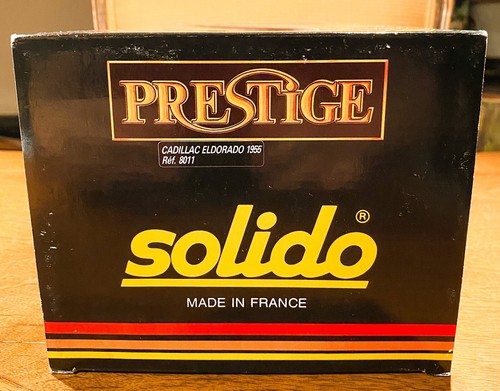 PRESTiGE
CADILLAC ELDORADO 1955
Réf. 8011
solido ®
MADE IN FRANCE